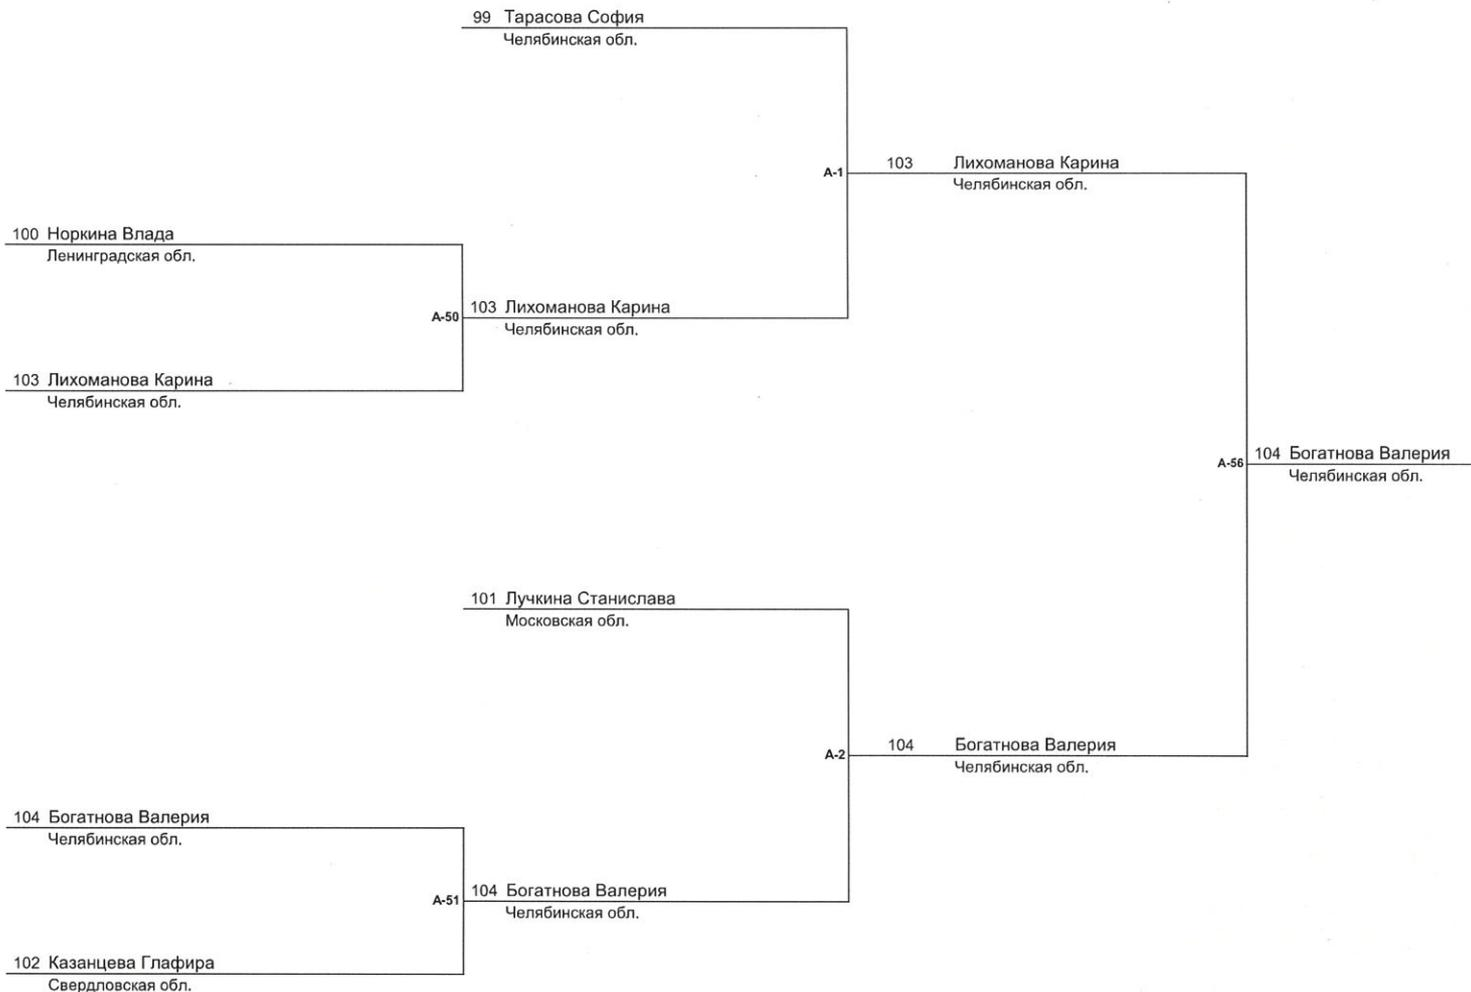 99 Тарасова София
Челябинская обл.
А-1
103 Лихоманова Карина
Челябинская обл.
100 Норкина Влада
Ленинградская обл.
А-50
103 Лихоманова Карина
Челябинская обл.
103 Лихоманова Карина
Челябинская обл.
А-56
104 Богатнова Валерия
Челябинская обл.
101 Лучкина Станислава
Московская обл.
А-2
104 Богатнова Валерия
Челябинская обл.
104 Богатнова Валерия
Челябинская обл.
А-51
104 Богатнова Валерия
Челябинская обл.
102 Казанцева Глафира
Свердловская обл.